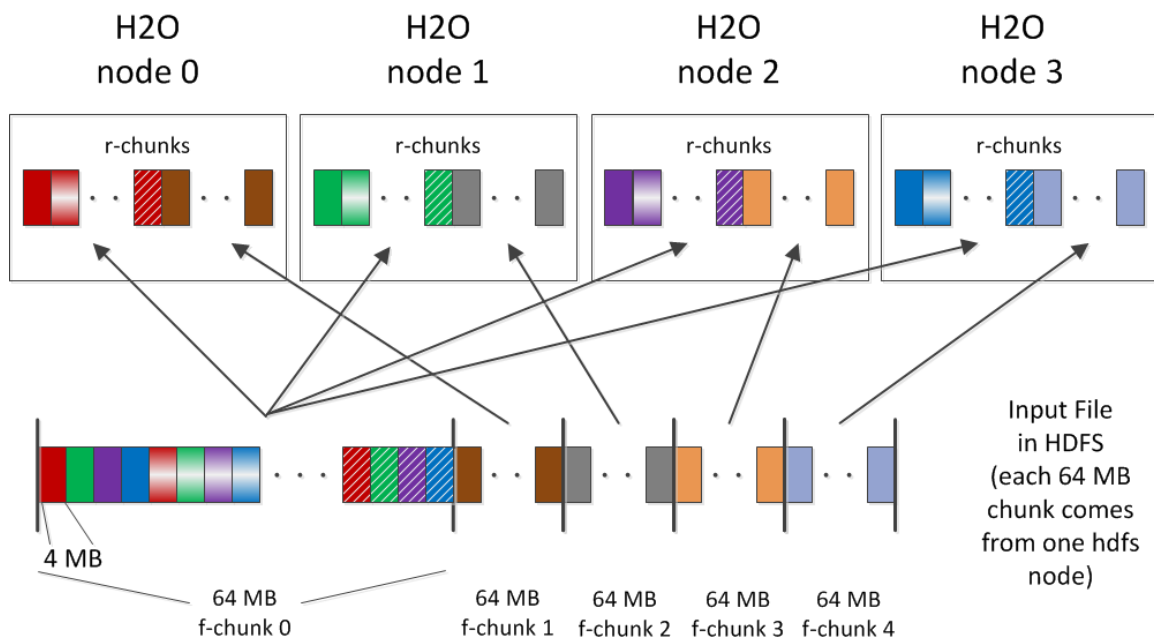 H2O
node 0
H2O
node 1
H2O
node 2
H2O
node 3
r-chunks
r-chunks
r-chunks
r-chunks
Input File
in HDFS
(each 64 MB
chunk comes
from one hdfs
node)
4 MB
64 MB
f-chunk 0
64 MB
f-chunk 1
64 MB
f-chunk 2
64 MB
f-chunk 3
64 MB
f-chunk 4